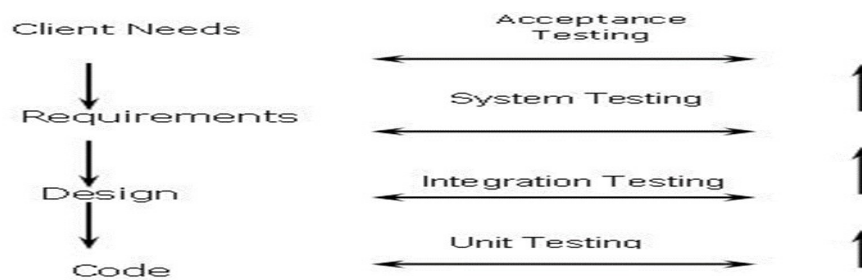 Client Needs
Acceptance
Testing
System Testing
Requirements
Integration Testing
Design
Unit Testing
Code